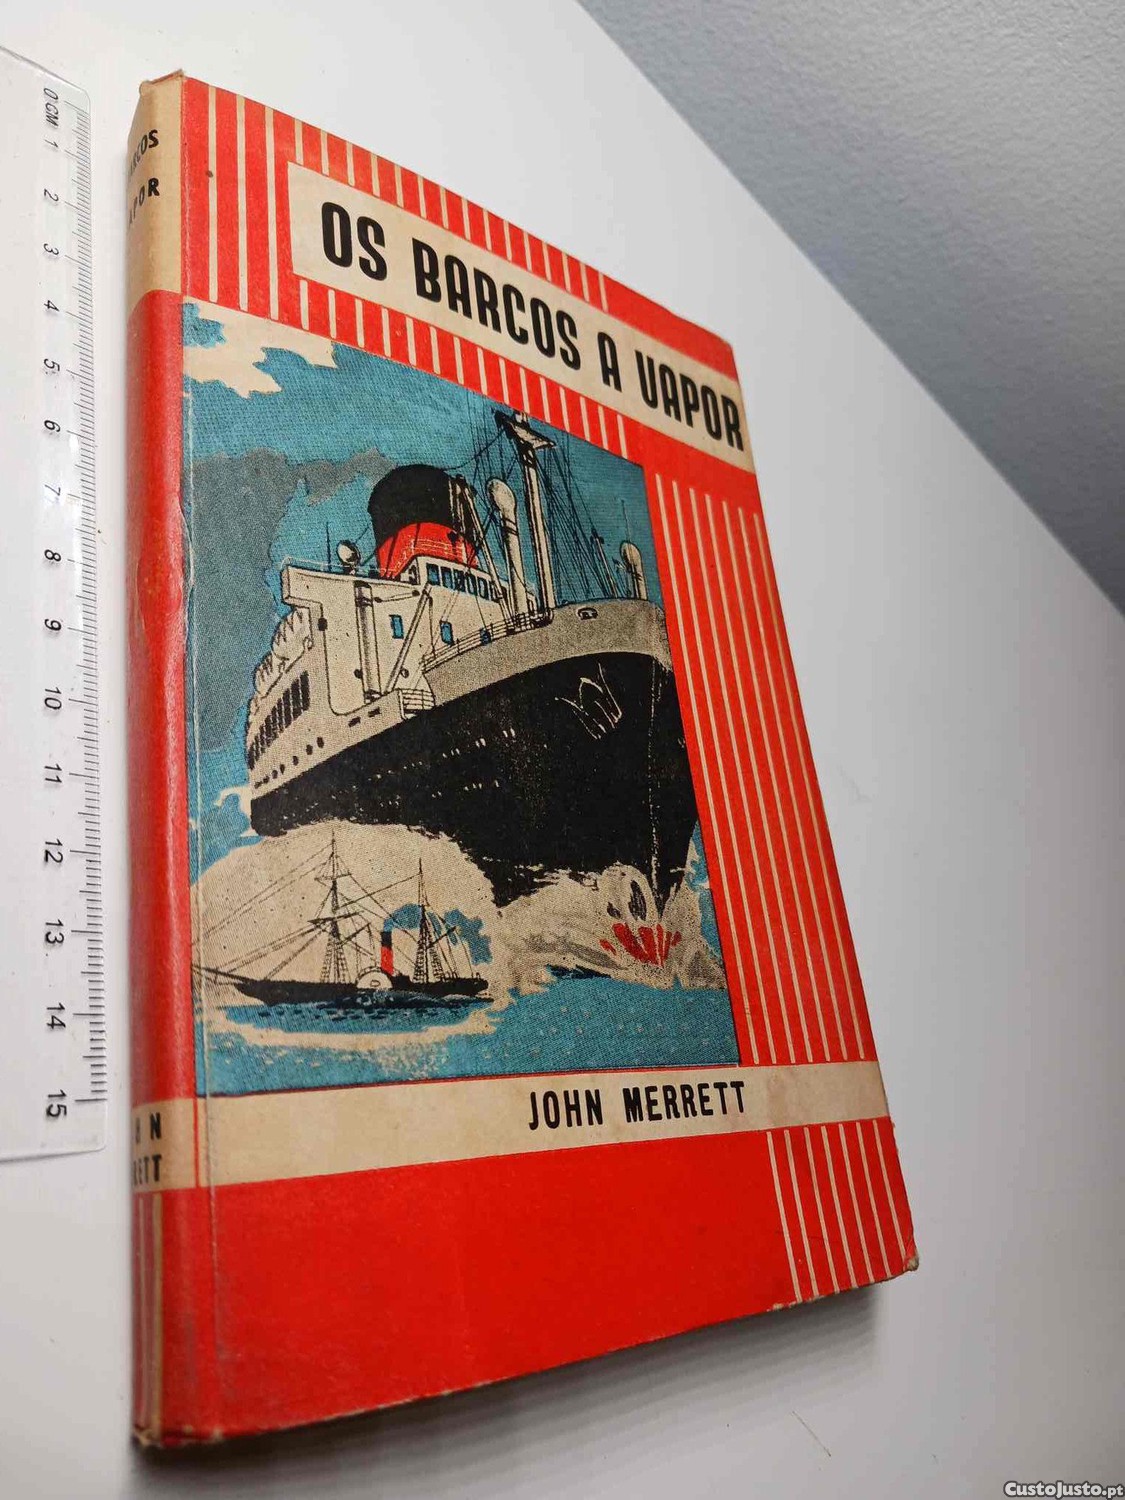 OS BARCOS A VAPOR
JOHN MERRETT
0 CM 1 2 3 4 5 6 7 8 9 10 11 12 13 14 15
CustoJusto.pt